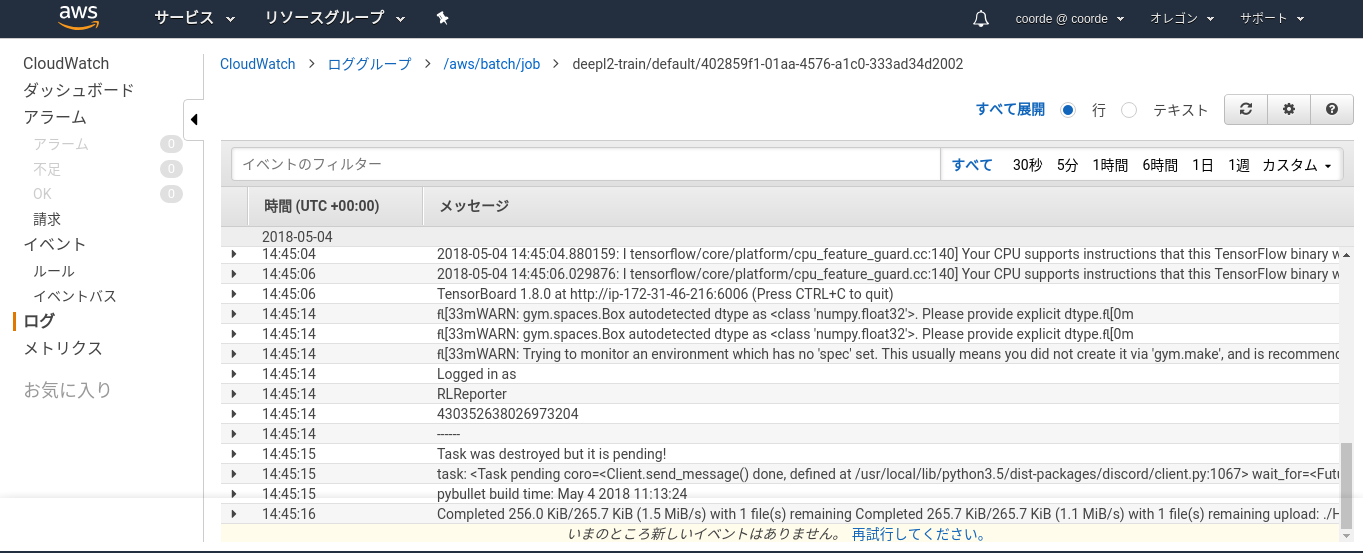 aws サービス リソースグループ coorde @ coorde オレゴン サポート
CloudWatch
ダッシュボード
アラーム
アラーム 0
不足 0
OK 0
請求
イベント
ルール
イベントバス
ログ
メトリクス
お気に入り
CloudWatch > ロググループ > /aws/batch/job > deepl2-train/default/402859f1-01aa-4576-a1c0-333ad34d2002
すべて展開 行 テキスト
イベントのフィルター すべて 30秒 5分 1時間 6時間 1日 1週 カスタム
時間 (UTC +00:00) メッセージ
2018-05-04
14:45:04 2018-05-04 14:45:04.880159: I tensorflow/core/platform/cpu_feature_guard.cc:140] Your CPU supports instructions that this TensorFlow binary w
14:45:06 2018-05-04 14:45:06.029876: I tensorflow/core/platform/cpu_feature_guard.cc:140] Your CPU supports instructions that this TensorFlow binary w
14:45:06 TensorBoard 1.8.0 at http://ip-172-31-46-216:6006 (Press CTRL+C to quit)
14:45:14 [33mWARN: gym.spaces.Box autodetected dtype as <class 'numpy.float32'>. Please provide explicit dtype.[0m
14:45:14 [33mWARN: gym.spaces.Box autodetected dtype as <class 'numpy.float32'>. Please provide explicit dtype.[0m
14:45:14 [33mWARN: Trying to monitor an environment which has no 'spec' set. This usually means you did not create it via 'gym.make', and is recommend
14:45:14 Logged in as
14:45:14 RLReporter
14:45:14 430352638026973204
14:45:14 ------
14:45:15 Task was destroyed but it is pending!
14:45:15 task: <Task pending coro=<Client.send_message() done, defined at /usr/local/lib/python3.5/dist-packages/discord/client.py:1067> wait_for=<Futu
14:45:15 pybullet build time: May 4 2018 11:13:24
14:45:16 Completed 256.0 KiB/265.7 KiB (1.5 MiB/s) with 1 file(s) remaining Completed 265.7 KiB/265.7 KiB (1.1 MiB/s) with 1 file(s) remaining upload: ./H
いまのところ新しいイベントはありません。 再試行してください。